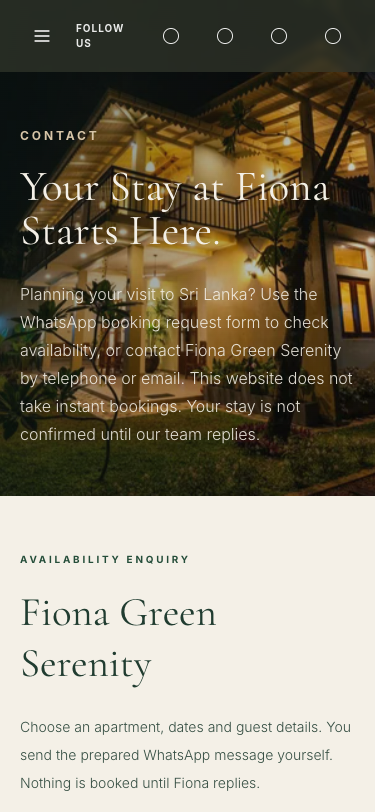 FOLLOW
US
CONTACT
Your Stay at Fiona
Starts Here.
Planning your visit to Sri Lanka? Use the
WhatsApp booking request form to check
availability, or contact Fiona Green Serenity
by telephone or email. This website does not
take instant bookings. Your stay is not
confirmed until our team replies.
AVAILABILITY ENQUIRY
Fiona Green
Serenity
Choose an apartment, dates and guest details. You
send the prepared WhatsApp message yourself.
Nothing is booked until Fiona replies.